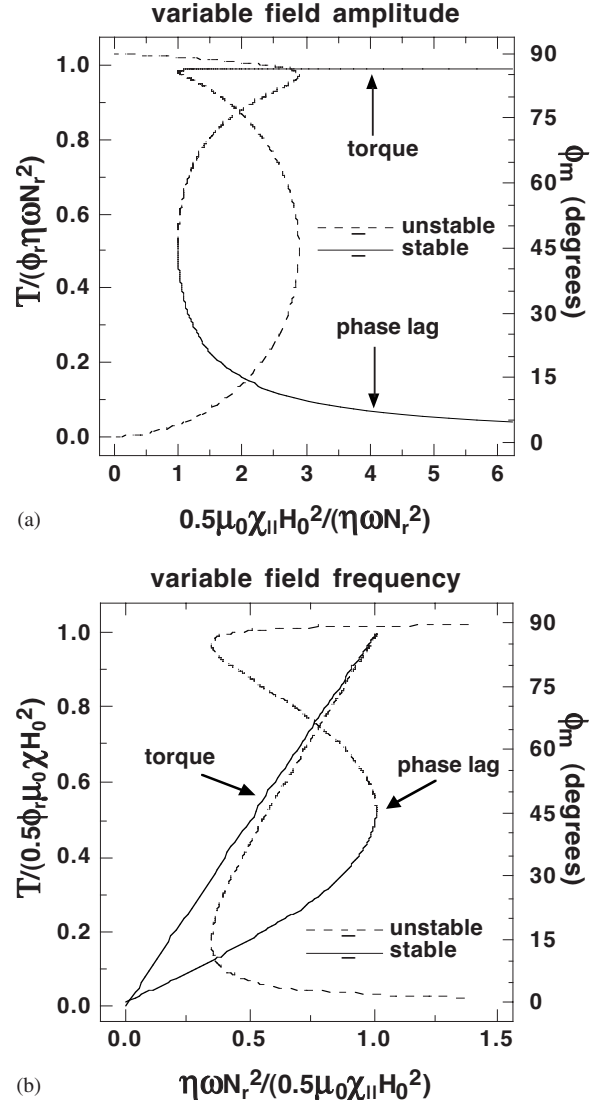 variable field amplitude
1.0
0.8
0.6
0.4
0.2
0.0
T/(ϕrηωNr²)
90
75
60
45
30
15
0
ϕm (degrees)
torque
unstable
stable
phase lag
0 1 2 3 4 5 6
(a) 0.5μ0χ||H0²/(ηωNr²)
variable field frequency
1.0
0.8
0.6
0.4
0.2
0.0
T/(0.5ϕrμ0χH0²)
90
75
60
45
30
15
0
ϕm (degrees)
torque
phase lag
unstable
stable
0.0 0.5 1.0 1.5
(b) ηωNr²/(0.5μ0χ||H0²)